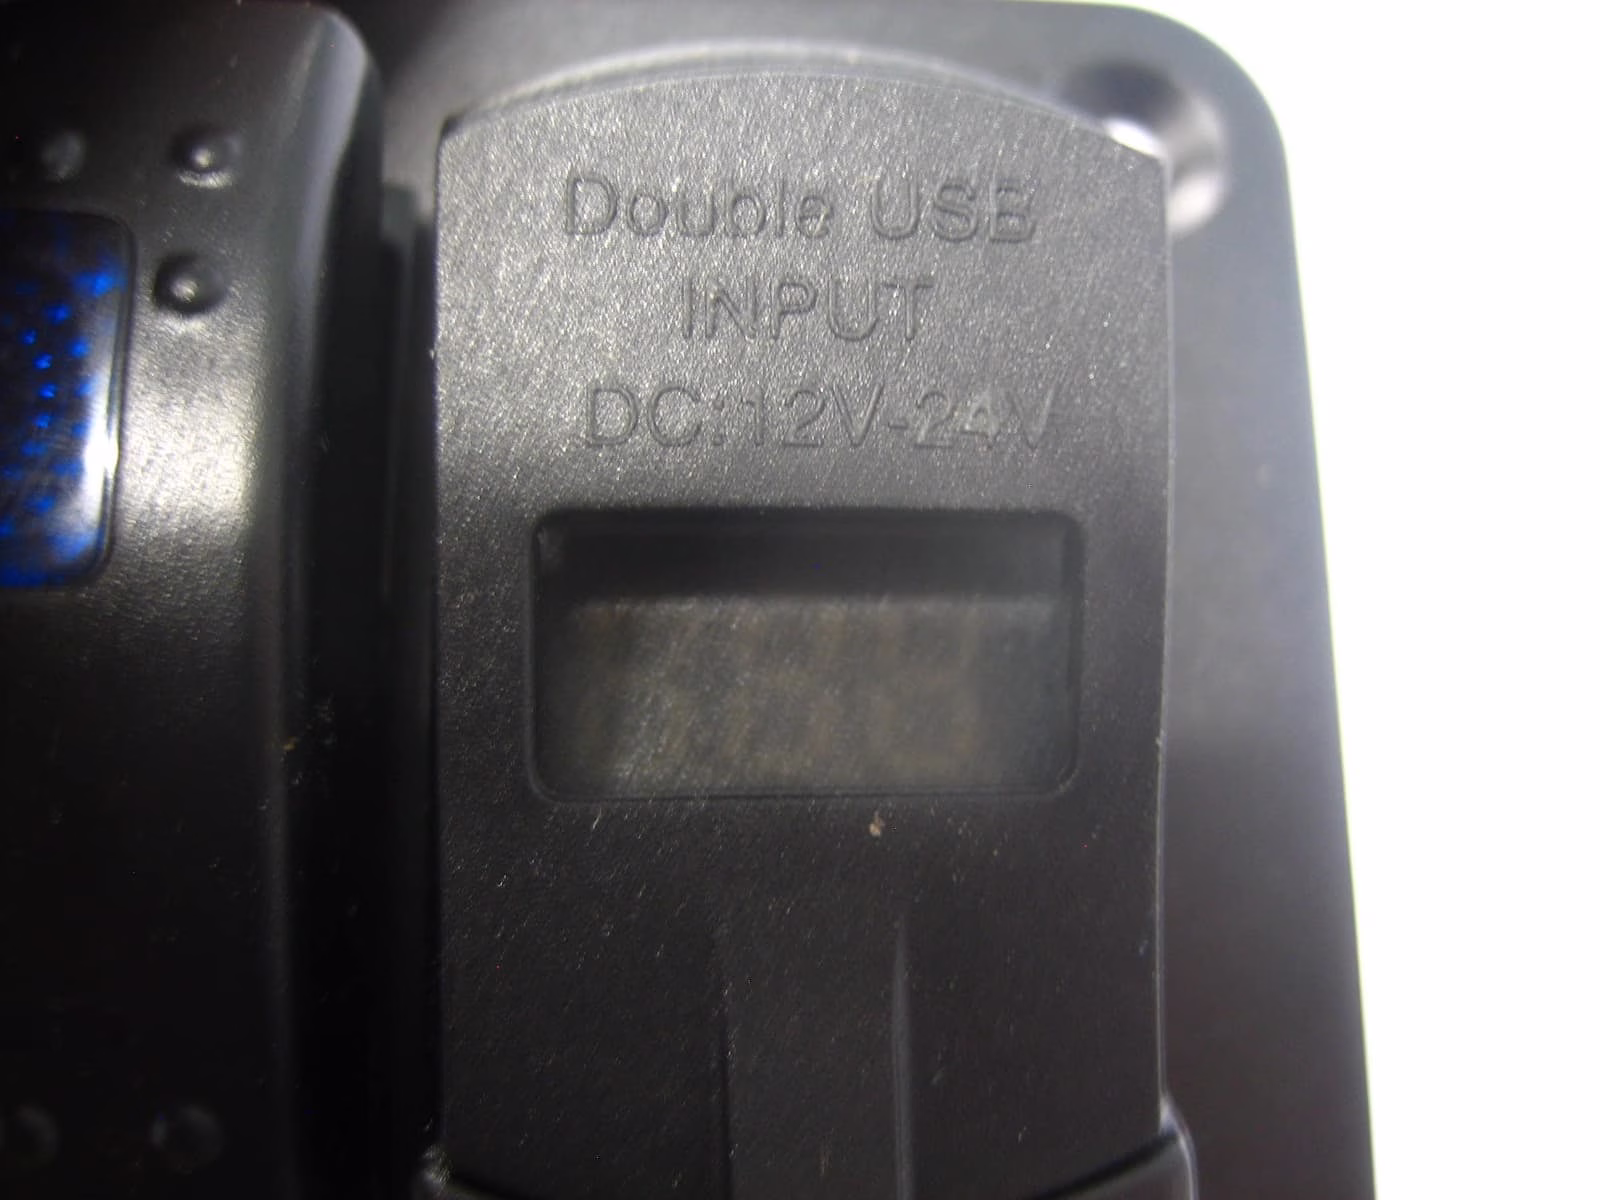 Double USB
INPUT
DC:12V-24V